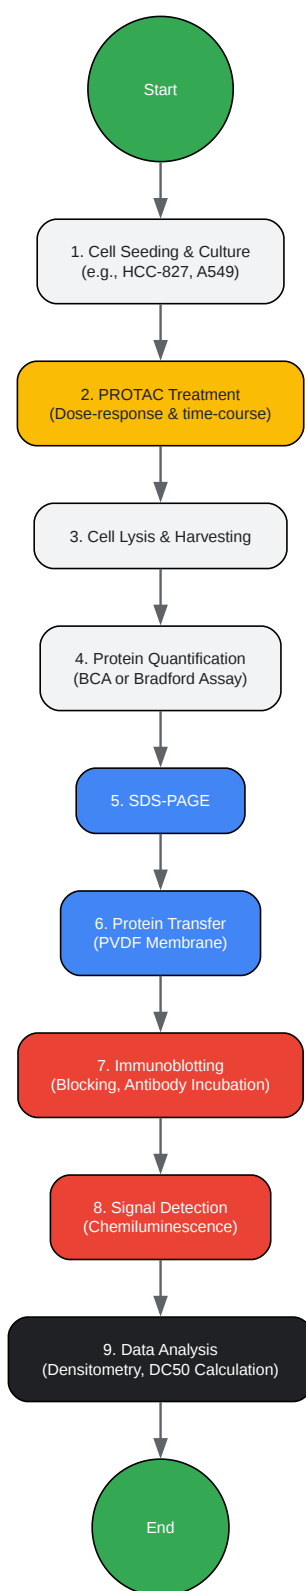 Start
1. Cell Seeding & Culture
(e.g., HCC-827, A549)
2. PROTAC Treatment
(Dose-response & time-course)
3. Cell Lysis & Harvesting
4. Protein Quantification
(BCA or Bradford Assay)
5. SDS-PAGE
6. Protein Transfer
(PVDF Membrane)
7. Immunoblotting
(Blocking, Antibody Incubation)
8. Signal Detection
(Chemiluminescence)
9. Data Analysis
(Densitometry, DC50 Calculation)
End